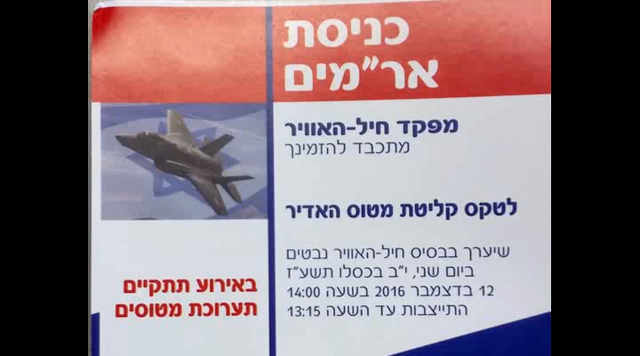 כניסת
אר"מים
מפקד חיל-האוויר
מתכבד להזמינך
לטקס קליטת מטוס האדיר
שיערך בבסיס חיל-האוויר נבטים
ביום שני, י"ב בכסלו תשע"ז
12 בדצמבר 2016 בשעה 14:00
התייצבות עד השעה 13:15
באירוע תתקיים
תערוכת מטוסים